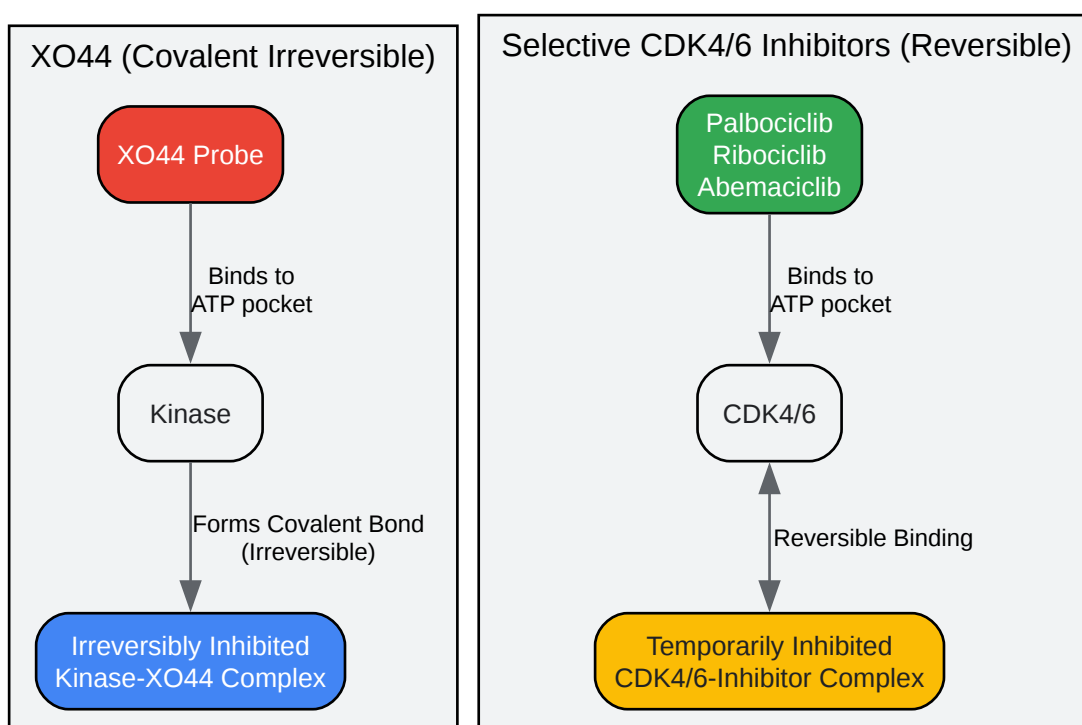 XO44 (Covalent Irreversible)
XO44 Probe
Binds to
ATP pocket
Kinase
Forms Covalent Bond
(Irreversible)
Irreversibly Inhibited
Kinase-XO44 Complex
Selective CDK4/6 Inhibitors (Reversible)
Palbociclib
Ribociclib
Abemaciclib
Binds to
ATP pocket
CDK4/6
Reversible Binding
Temporarily Inhibited
CDK4/6-Inhibitor Complex